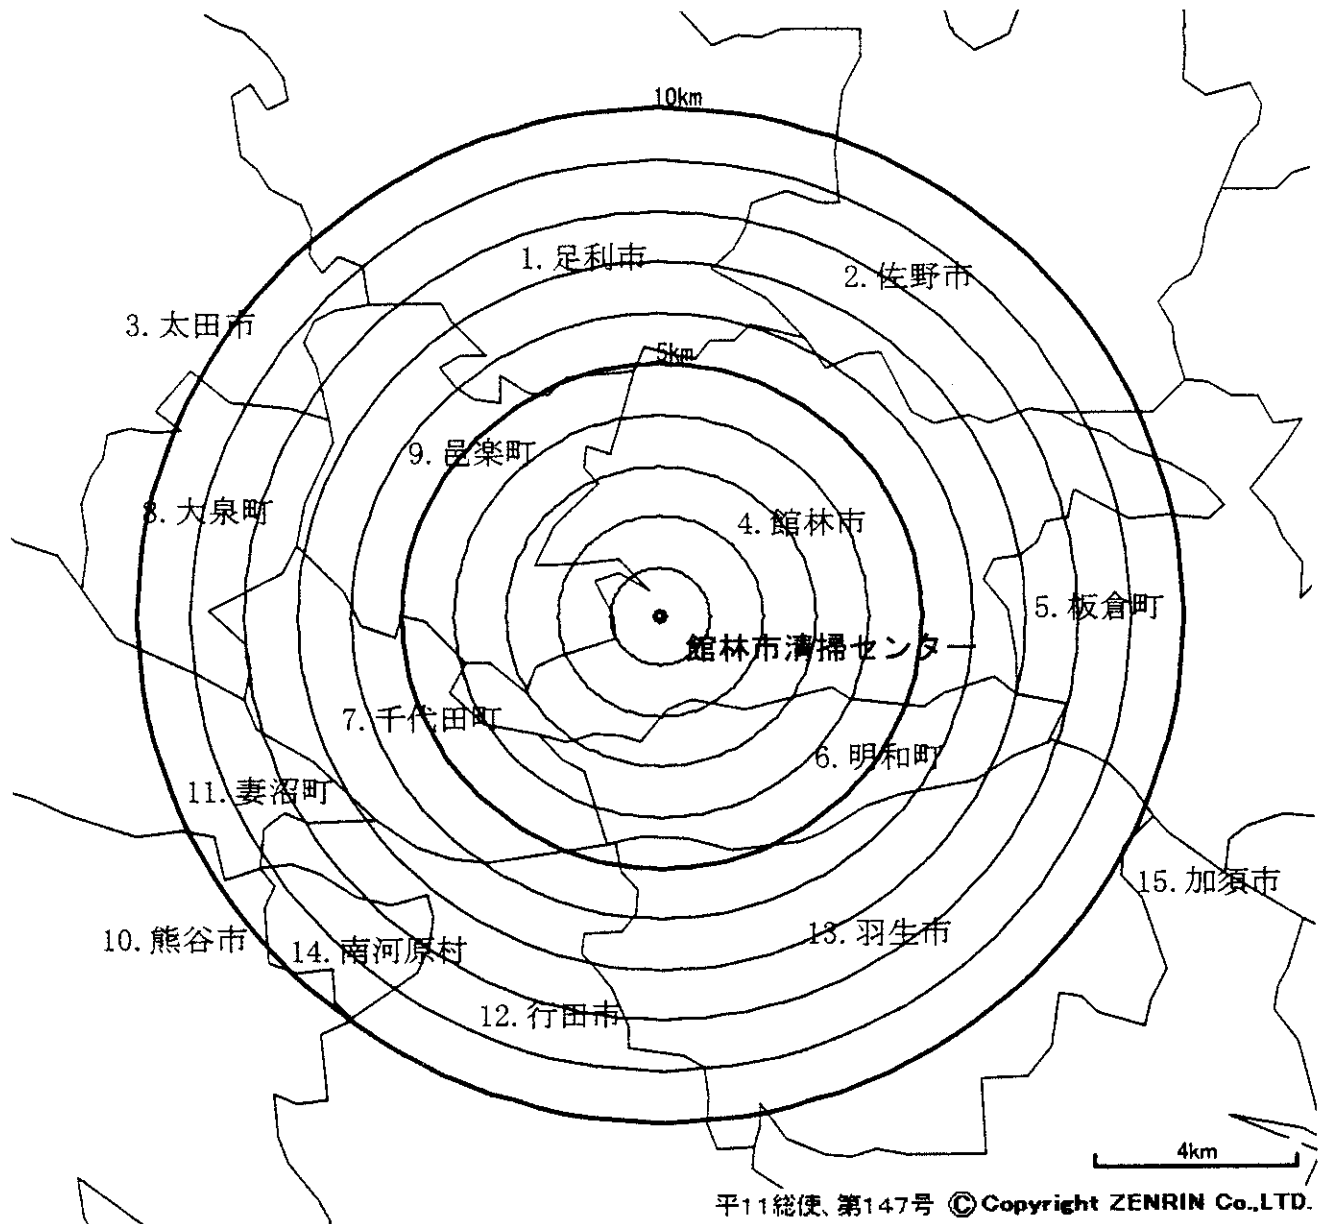 10km
1. 足利市
2. 佐野市
3. 太田市
5km
9. 邑楽町
8. 大泉町
4. 館林市
5. 板倉町
館林市清掃センター
7. 千代田町
6. 明和町
11. 妻沼町
15. 加須市
10. 熊谷市
14. 南河原村
13. 羽生市
12. 行田市
4km
平11総使、第147号 ©Copyright ZENRIN Co.,LTD.